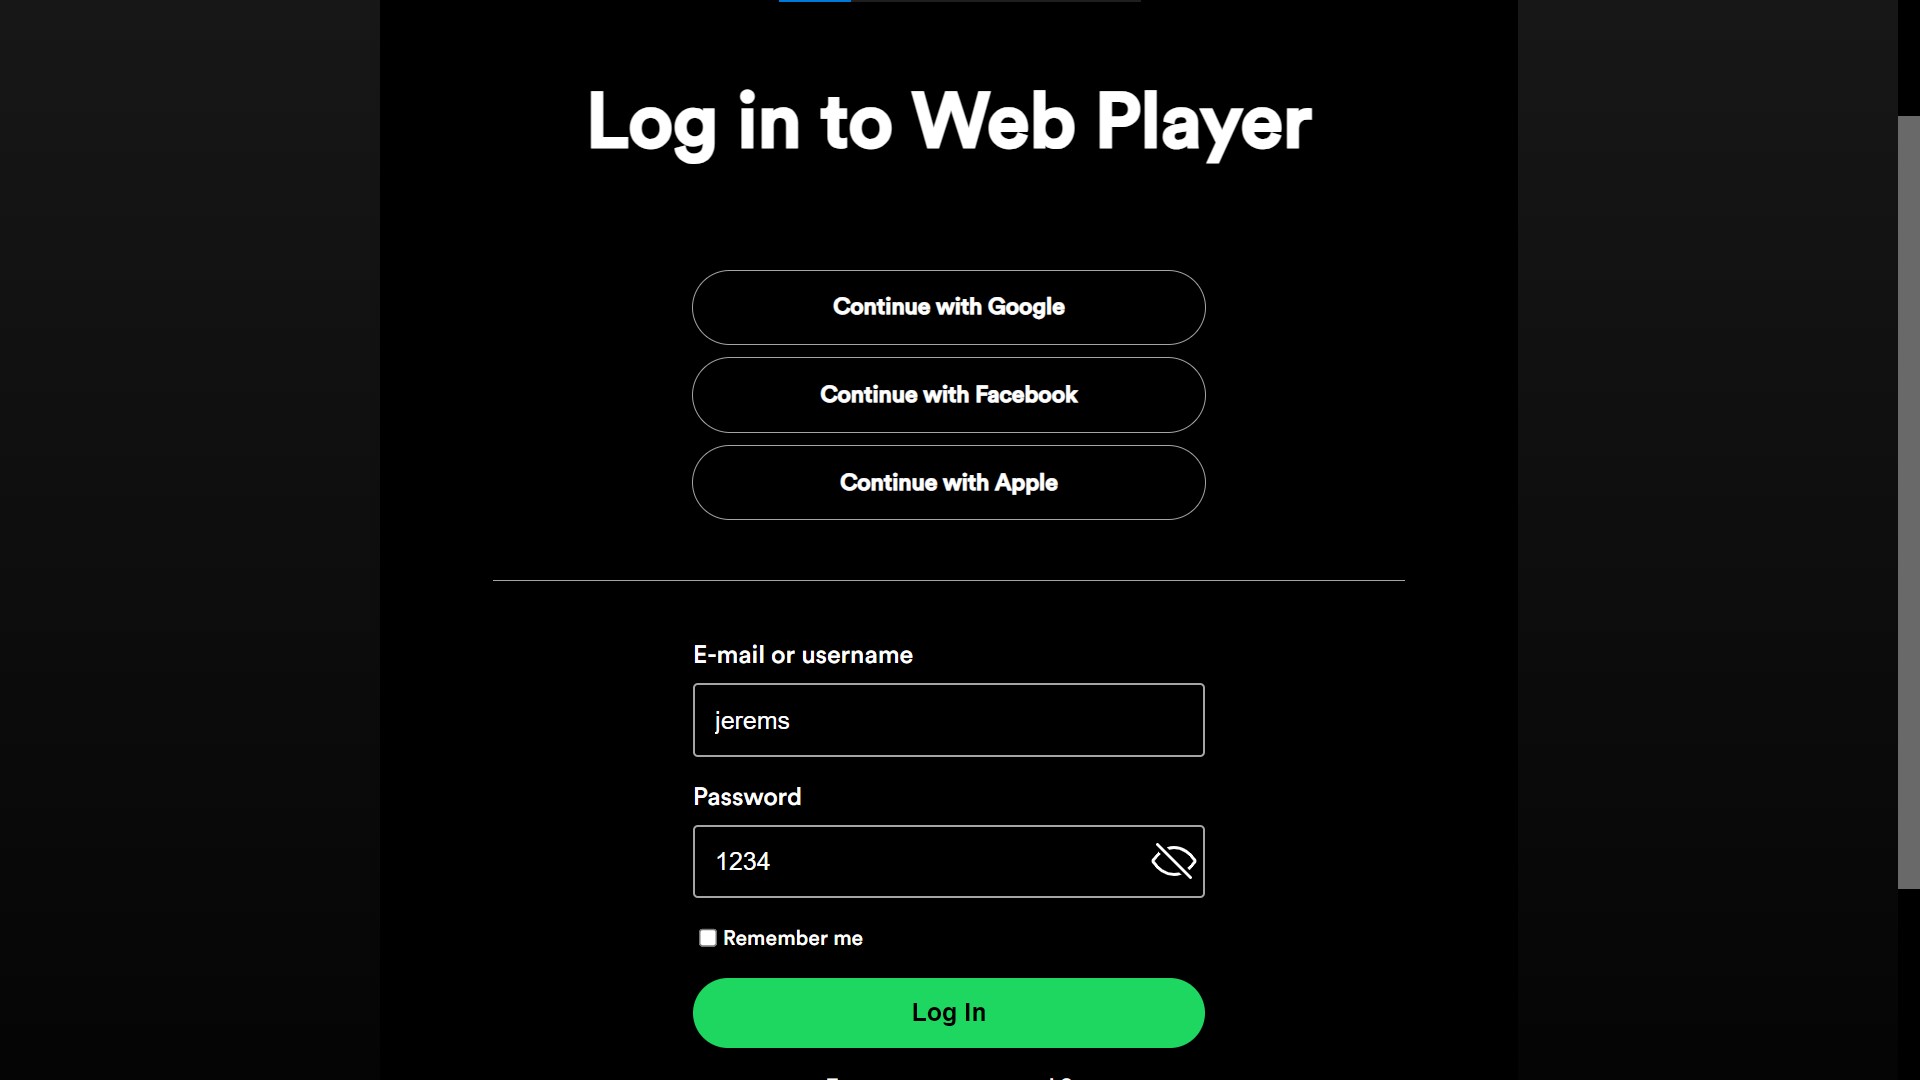 Log in to Web Player
Continue with Google
Continue with Facebook
Continue with Apple
E-mail or username
jerems
Password
1234
Remember me
Log In